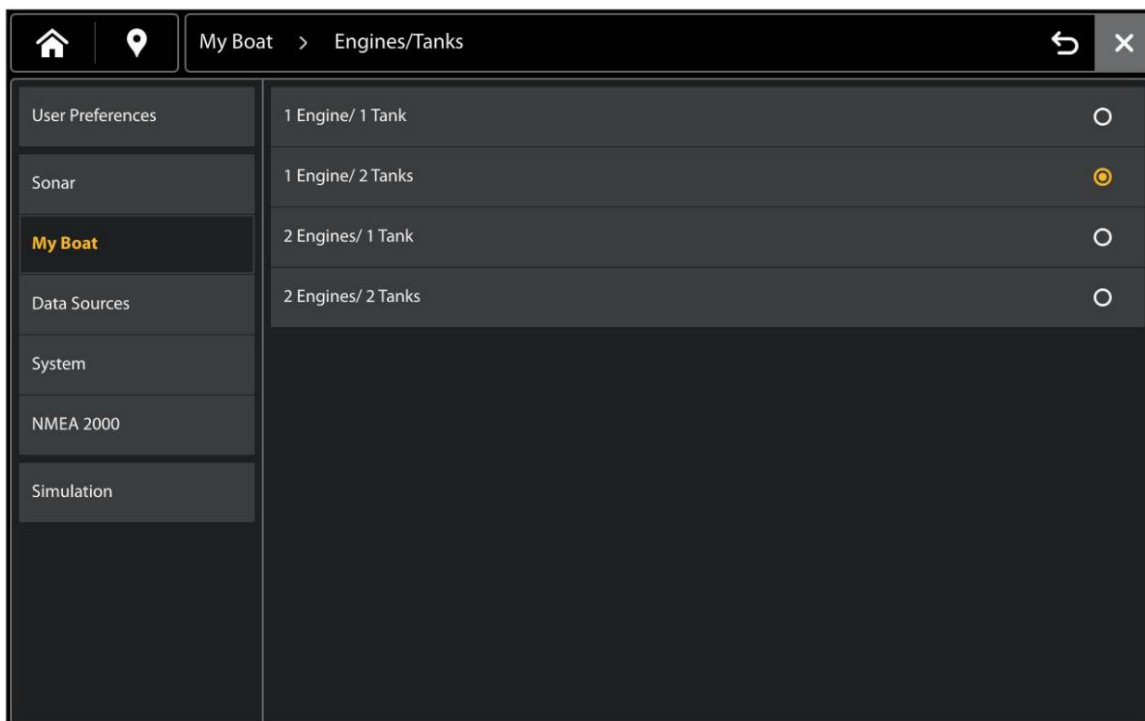 My Boat > Engines/Tanks
User Preferences
Sonar
My Boat
Data Sources
System
NMEA 2000
Simulation
1 Engine/ 1 Tank
1 Engine/ 2 Tanks
2 Engines/ 1 Tank
2 Engines/ 2 Tanks